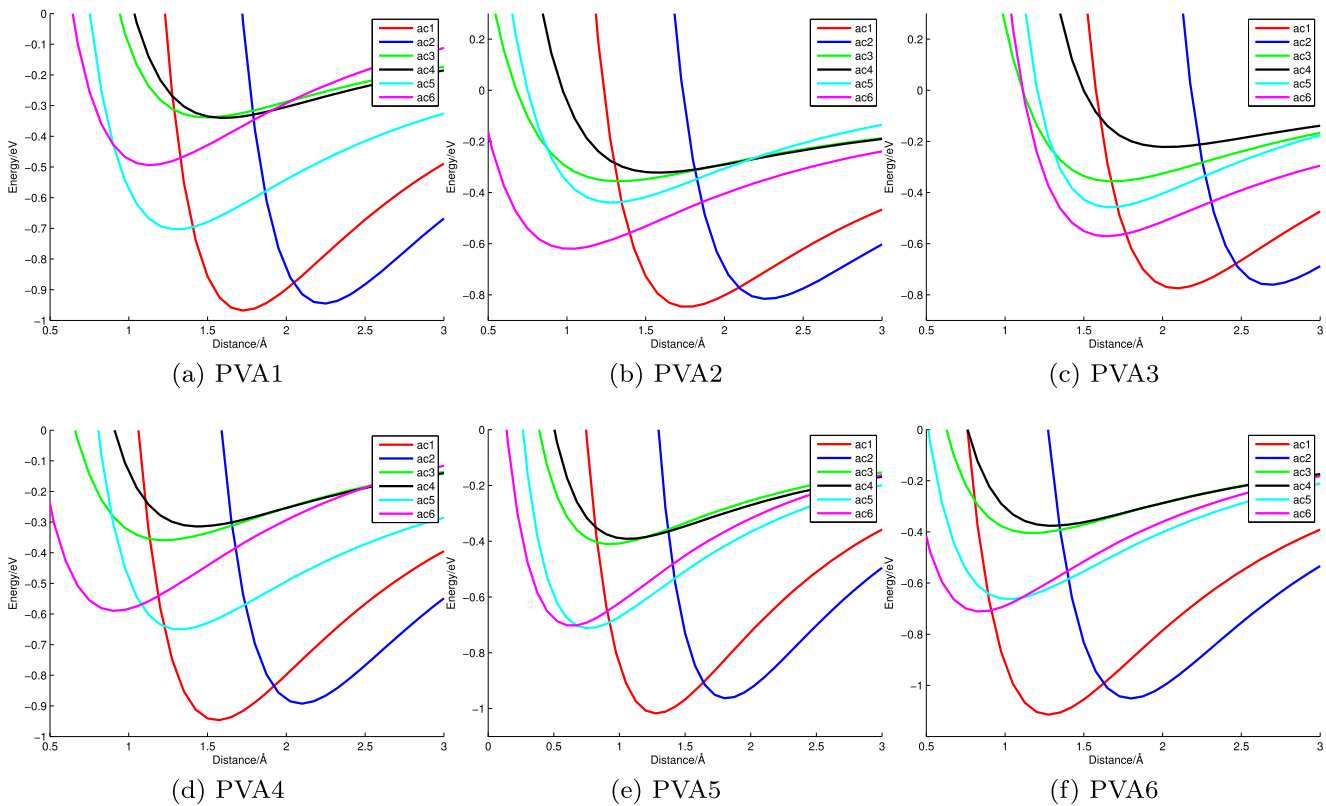 0
−0.1
−0.2
−0.3
−0.4
−0.5
−0.6
−0.7
−0.8
−0.9
−1
Energy/eV
0.5 1 1.5 2 2.5 3
Distance/Å
ac1
ac2
ac3
ac4
ac5
ac6
(a) PVA1
0.2
0
−0.2
−0.4
−0.6
−0.8
Energy/eV
0.5 1 1.5 2 2.5 3
Distance/Å
ac1
ac2
ac3
ac4
ac5
ac6
(b) PVA2
0.2
0
−0.2
−0.4
−0.6
−0.8
Energy/eV
0.5 1 1.5 2 2.5 3
Distance/Å
ac1
ac2
ac3
ac4
ac5
ac6
(c) PVA3
0
−0.1
−0.2
−0.3
−0.4
−0.5
−0.6
−0.7
−0.8
−0.9
−1
Energy/eV
0.5 1 1.5 2 2.5 3
Distance/Å
ac1
ac2
ac3
ac4
ac5
ac6
(d) PVA4
0
−0.2
−0.4
−0.6
−0.8
−1
Energy/eV
0 0.5 1 1.5 2 2.5 3
Distance/Å
ac1
ac2
ac3
ac4
ac5
ac6
(e) PVA5
0
−0.2
−0.4
−0.6
−0.8
−1
Energy/eV
0.5 1 1.5 2 2.5 3
Distance/Å
ac1
ac2
ac3
ac4
ac5
ac6
(f) PVA6